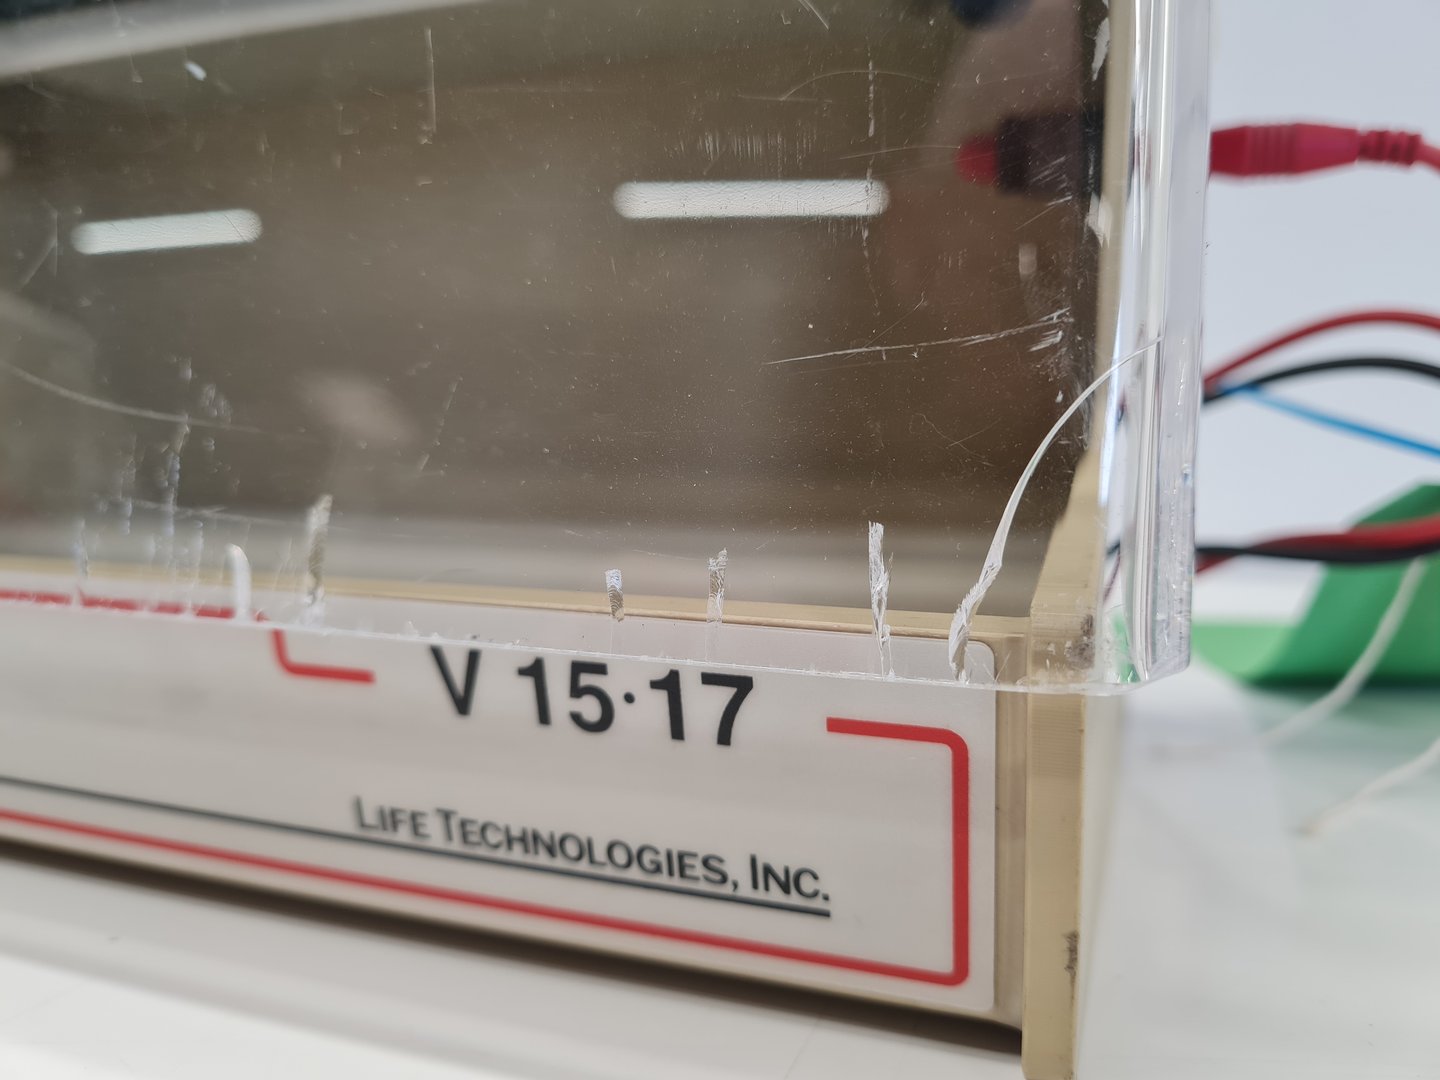 V 15·17
LIFE TECHNOLOGIES, INC.